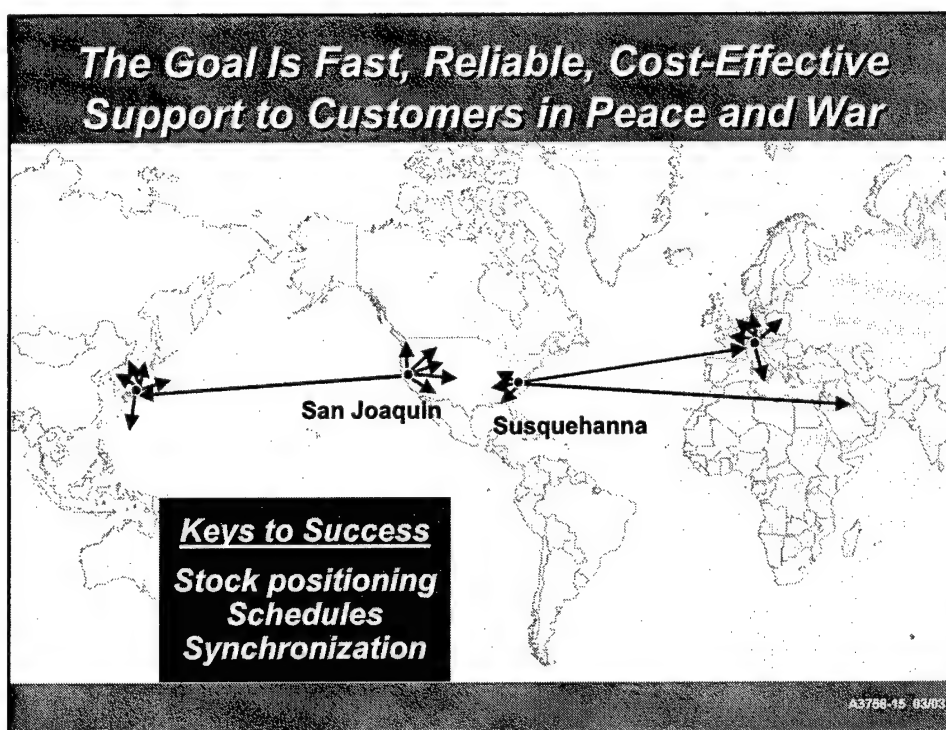 The Goal Is Fast, Reliable, Cost-Effective
Support to Customers in Peace and War
San Joaquin
Susquehanna
Keys to Success
Stock positioning
Schedules
Synchronization
A3756-15 03/03